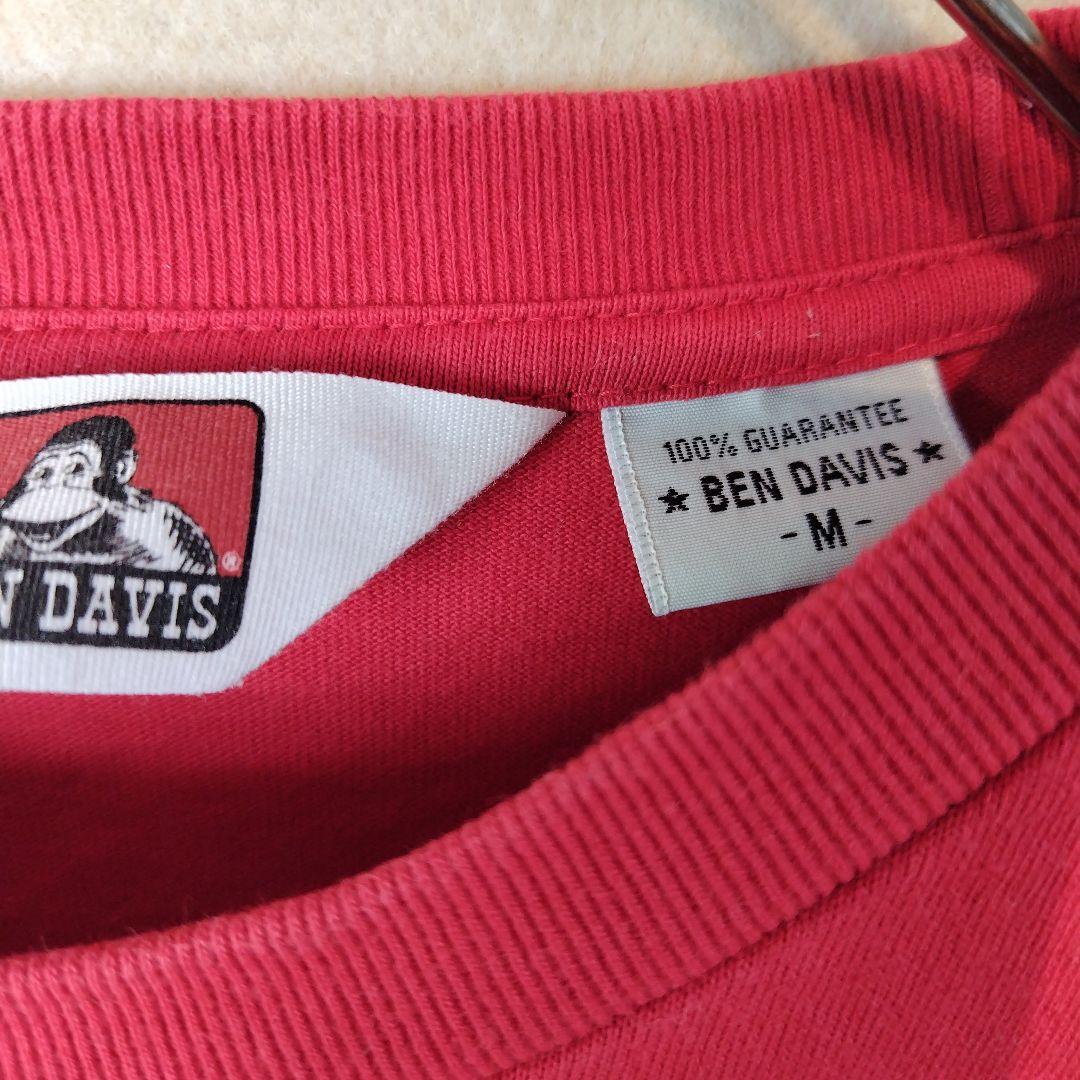 N DAVIS
®
100% GUARANTEE
★ BEN DAVIS ★
- M -